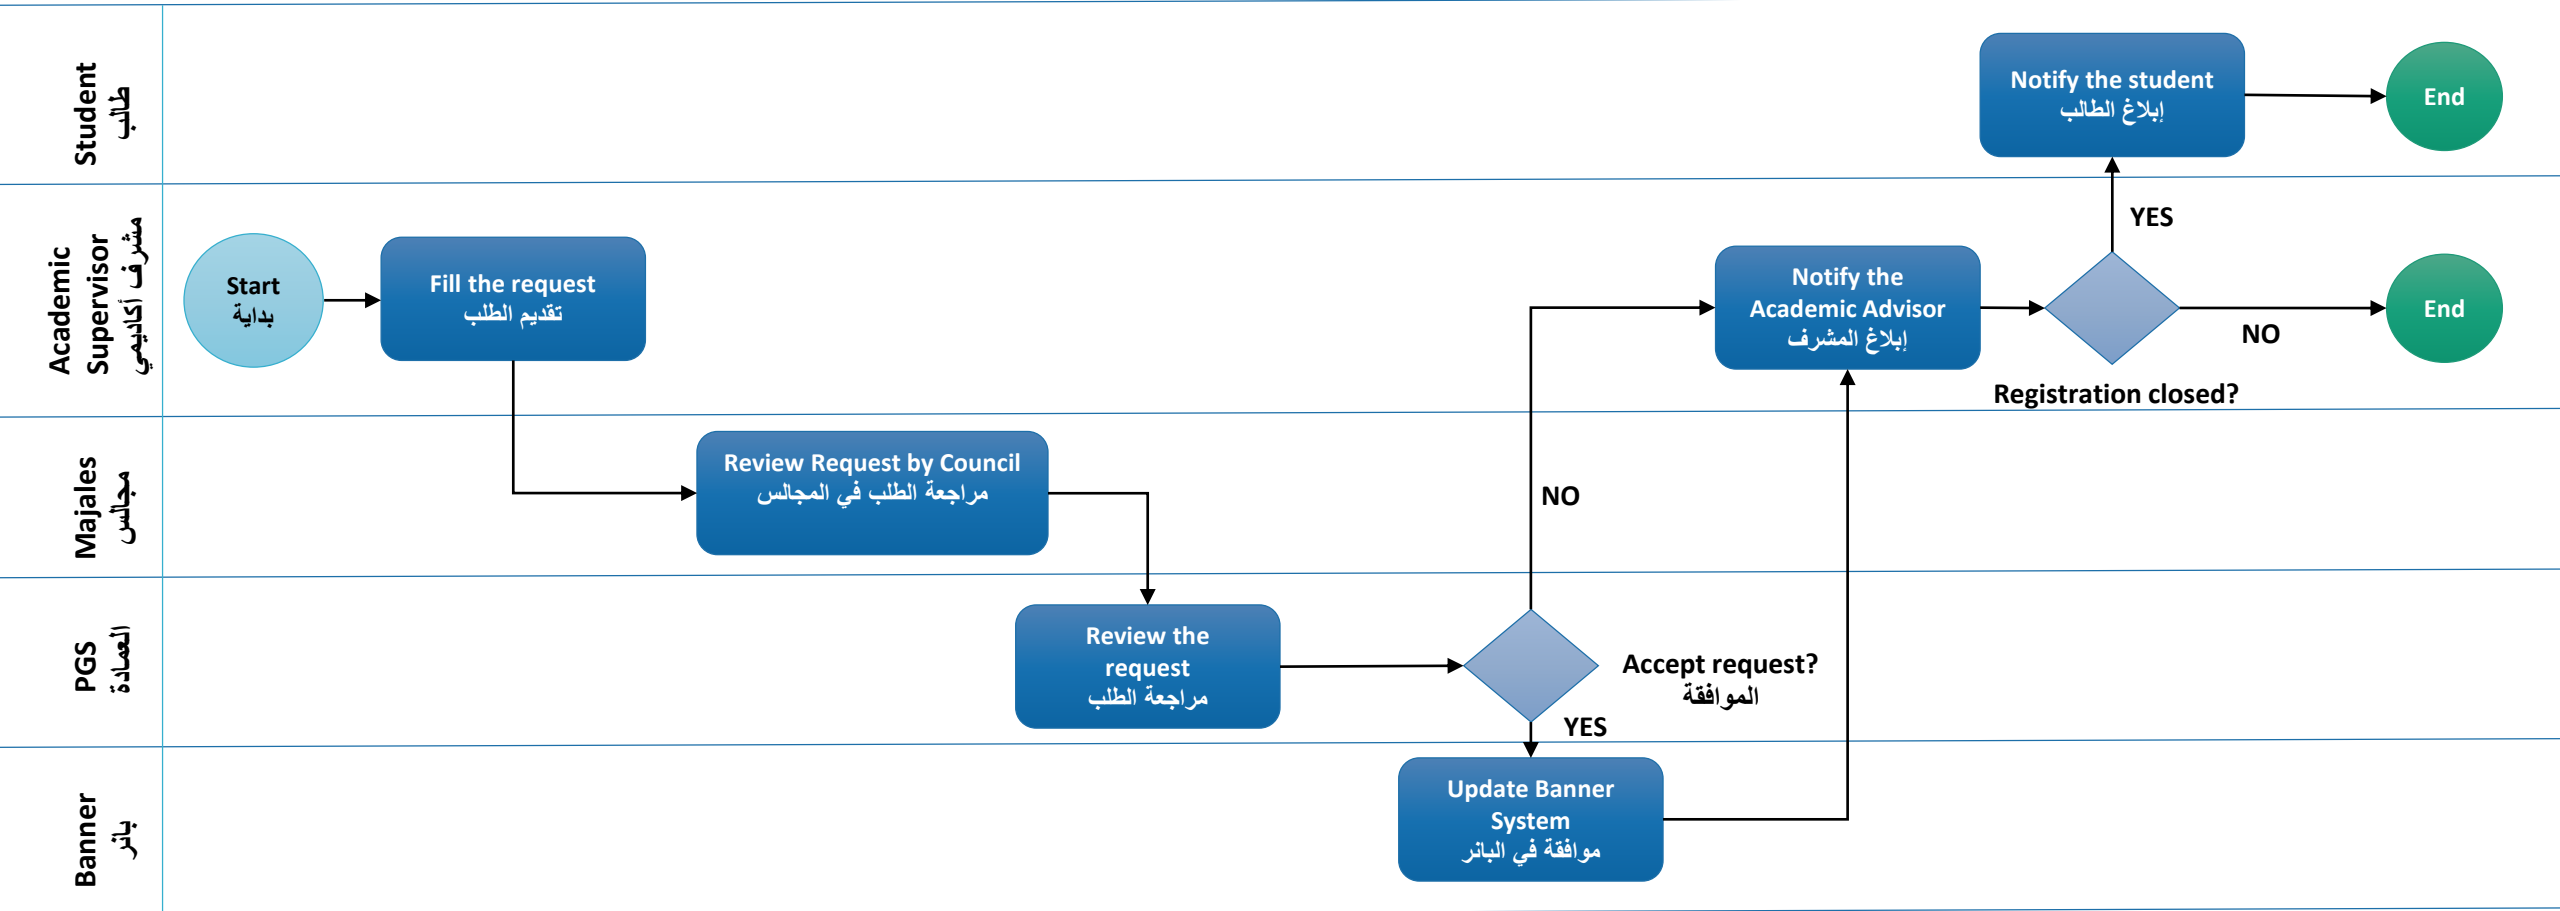 Student
طالب
Notify the student
إبلاغ الطالب
End
Academic
Supervisor
مشرف أكاديمي
Start
بداية
Fill the request
تقديم الطلب
Notify the
Academic Advisor
إبلاغ المشرف
YES
NO
End
Registration closed?
Majales
مجالس
Review Request by Council
مراجعة الطلب في المجالس
NO
PGS
العمادة
Review the
request
مراجعة الطلب
Accept request?
الموافقة
YES
Banner
بانر
Update Banner
System
موافقة في البانر